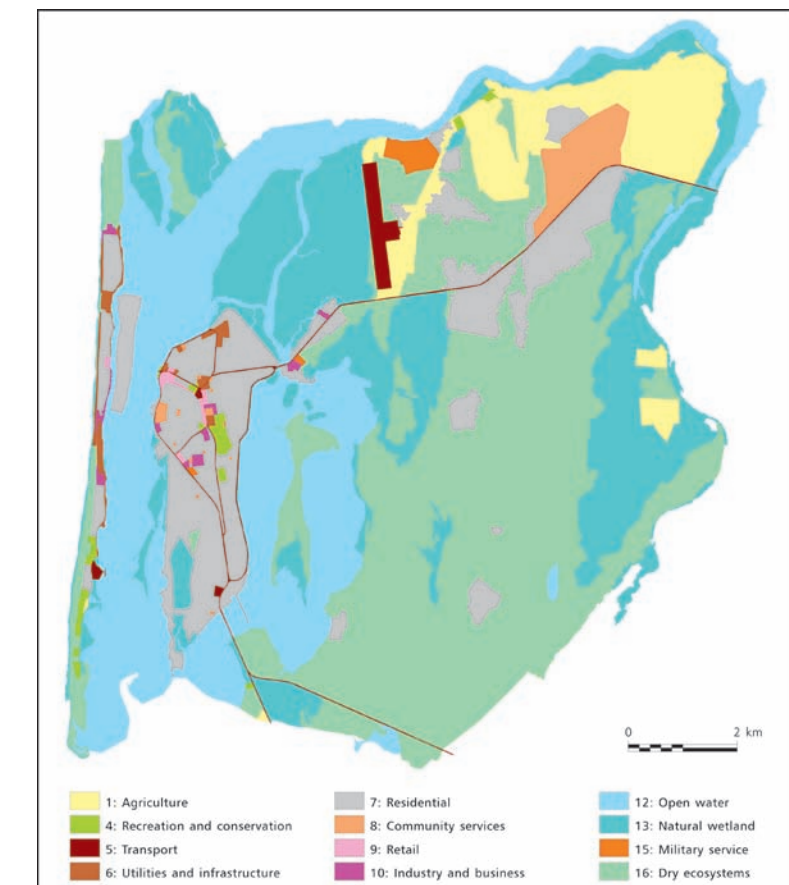 0 2 km
1: Agriculture
4: Recreation and conservation
5: Transport
6: Utilities and infrastructure
7: Residential
8: Community services
9: Retail
10: Industry and business
12: Open water
13: Natural wetland
15: Military service
16: Dry ecosystems